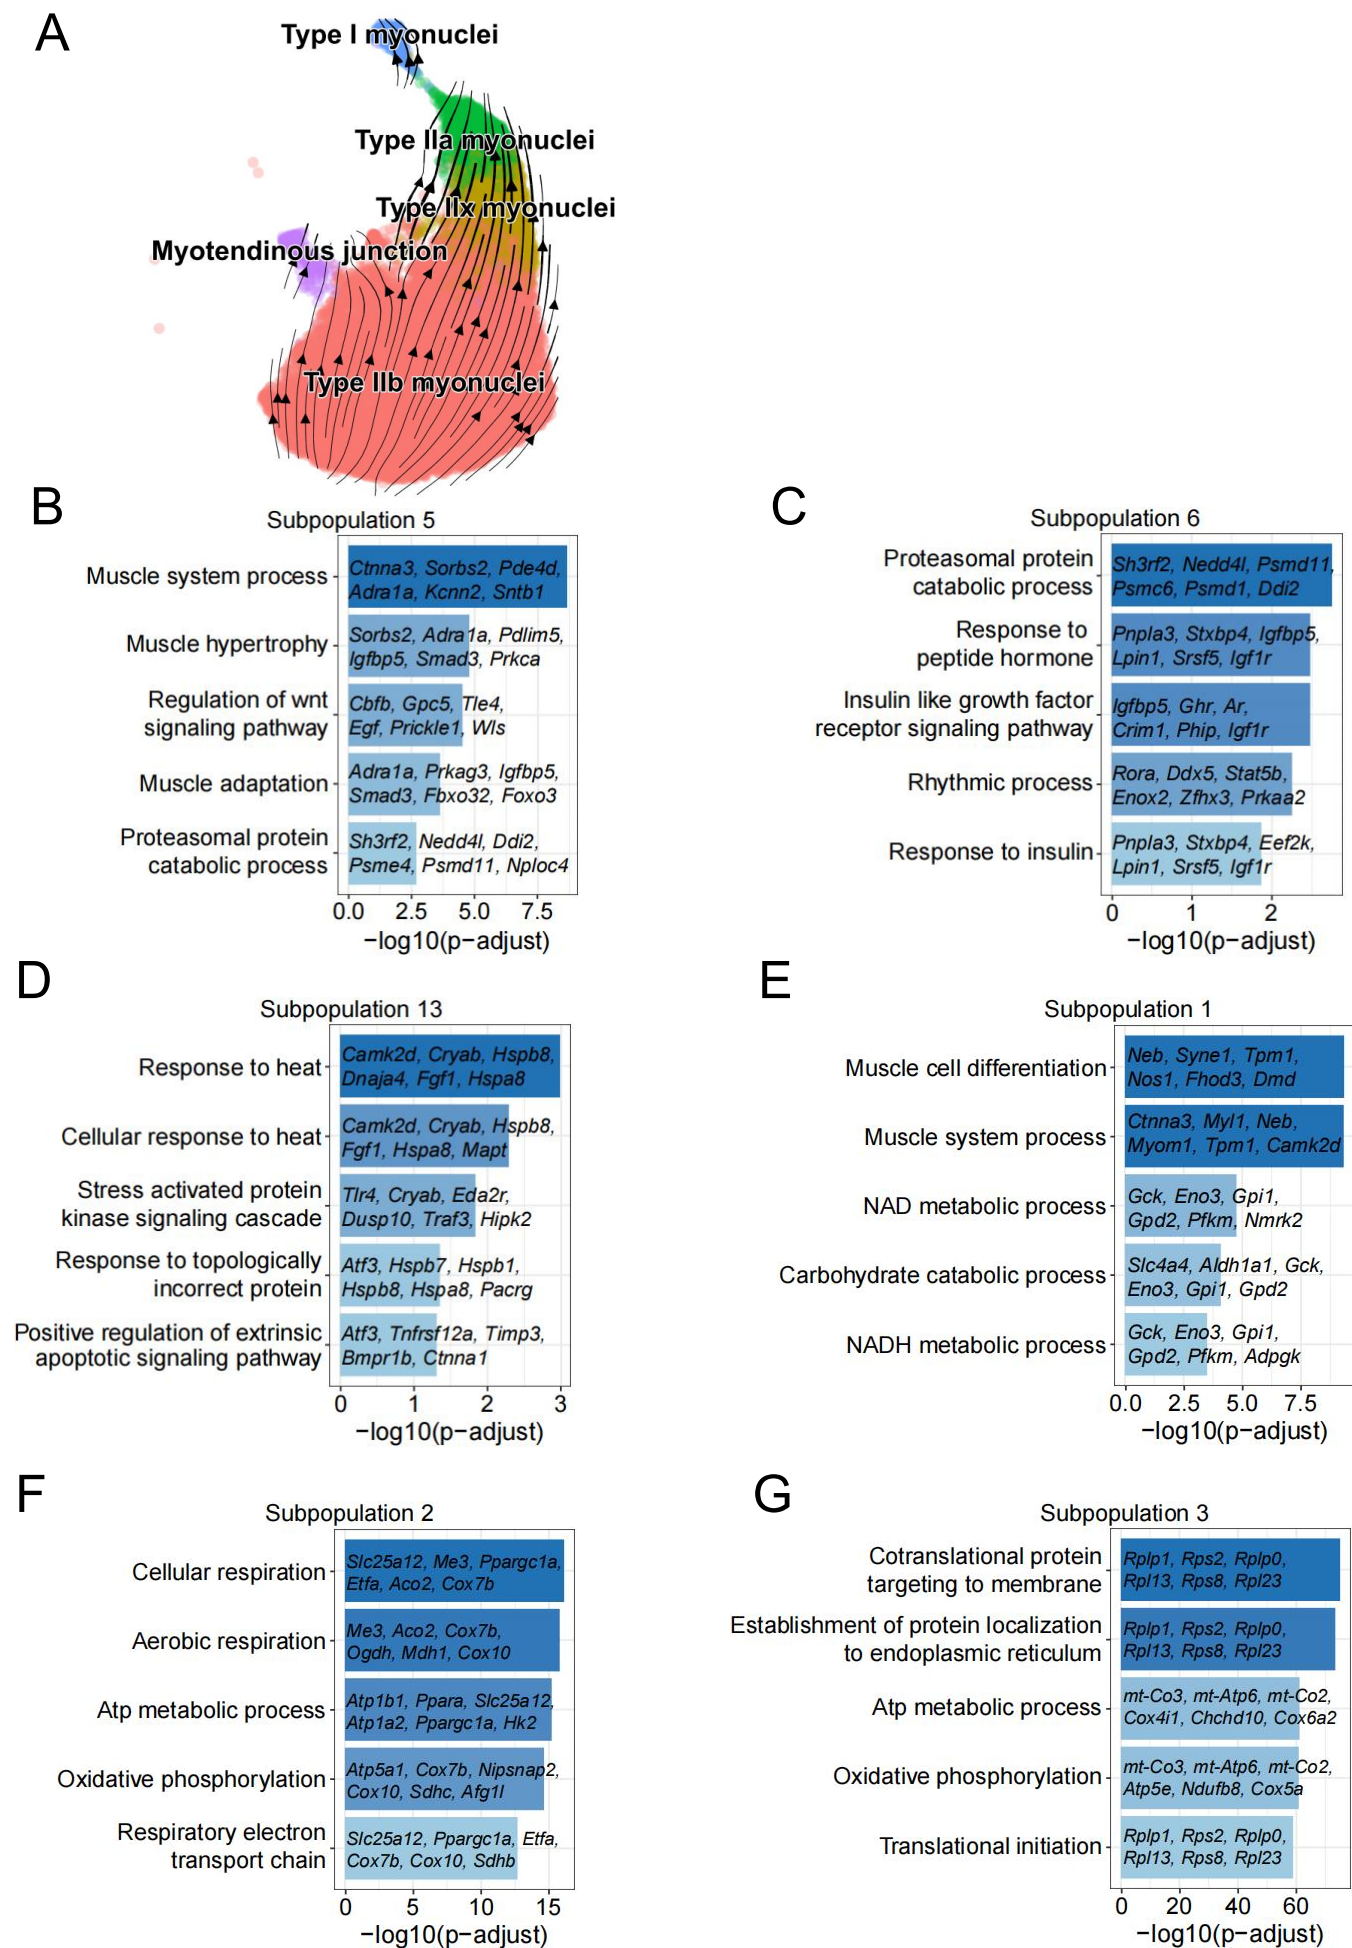 A
Type I myonuclei
Type IIa myonuclei
Type IIx myonuclei
Myotendinous junction
Type IIb myonuclei
B
Subpopulation 5
Muscle system process
Ctnna3, Sorbs2, Pde4d,
Adra1a, Kcnn2, Sntb1
Muscle hypertrophy
Sorbs2, Adra1a, Pdlim5,
Igfbp5, Smad3, Prkca
Regulation of wnt
signaling pathway
Cbfb, Gpc5, Tle4,
Egf, Prickle1, Wls
Muscle adaptation
Adra1a, Prkag3, Igfbp5,
Smad3, Fbxo32, Foxo3
Proteasomal protein
catabolic process
Sh3rf2, Nedd4l, Ddi2,
Psme4, Psmd11, Nploc4
0.0 2.5 5.0 7.5
−log10(p−adjust)
C
Subpopulation 6
Proteasomal protein
catabolic process
Sh3rf2, Nedd4l, Psmd11,
Psmc6, Psmd1, Ddi2
Response to
peptide hormone
Pnpla3, Stxbp4, Igfbp5,
Lpin1, Srsf5, Igf1r
Insulin like growth factor
receptor signaling pathway
Igfbp5, Ghr, Ar,
Crim1, Phip, Igf1r
Rhythmic process
Rora, Ddx5, Stat5b,
Enox2, Zfhx3, Prkaa2
Response to insulin
Pnpla3, Stxbp4, Eef2k,
Lpin1, Srsf5, Igf1r
0 1 2
−log10(p−adjust)
D
Subpopulation 13
Response to heat
Camk2d, Cryab, Hspb8,
Dnaja4, Fgf1, Hspa8
Cellular response to heat
Camk2d, Cryab, Hspb8,
Fgf1, Hspa8, Mapt
Stress activated protein
kinase signaling cascade
Tlr4, Cryab, Eda2r,
Dusp10, Traf3, Hipk2
Response to topologically
incorrect protein
Atf3, Hspb7, Hspb1,
Hspb8, Hspa8, Pacrg
Positive regulation of extrinsic
apoptotic signaling pathway
Atf3, Tnfrsf12a, Timp3,
Bmpr1b, Ctnna1
0 1 2 3
−log10(p−adjust)
E
Subpopulation 1
Muscle cell differentiation
Neb, Syne1, Tpm1,
Nos1, Fhod3, Dmd
Muscle system process
Ctnna3, Myl1, Neb,
Myom1, Tpm1, Camk2d
NAD metabolic process
Gck, Eno3, Gpi1,
Gpd2, Pfkm, Nmrk2
Carbohydrate catabolic process
Slc4a4, Aldh1a1, Gck,
Eno3, Gpi1, Gpd2
NADH metabolic process
Gck, Eno3, Gpi1,
Gpd2, Pfkm, Adpgk
0.0 2.5 5.0 7.5
−log10(p−adjust)
F
Subpopulation 2
Cellular respiration
Slc25a12, Me3, Ppargc1a,
Etfa, Aco2, Cox7b
Aerobic respiration
Me3, Aco2, Cox7b,
Ogdh, Mdh1, Cox10
Atp metabolic process
Atp1b1, Ppara, Slc25a12,
Atp1a2, Ppargc1a, Hk2
Oxidative phosphorylation
Atp5a1, Cox7b, Nipsnap2,
Cox10, Sdhc, Afg1l
Respiratory electron
transport chain
Slc25a12, Ppargc1a, Etfa,
Cox7b, Cox10, Sdhb
0 5 10 15
−log10(p−adjust)
G
Subpopulation 3
Cotranslational protein
targeting to membrane
Rplp1, Rps2, Rplp0,
Rpl13, Rps8, Rpl23
Establishment of protein localization
to endoplasmic reticulum
Rplp1, Rps2, Rplp0,
Rpl13, Rps8, Rpl23
Atp metabolic process
mt-Co3, mt-Atp6, mt-Co2,
Cox4i1, Chchd10, Cox6a2
Oxidative phosphorylation
mt-Co3, mt-Atp6, mt-Co2,
Atp5e, Ndufb8, Cox5a
Translational initiation
Rplp1, Rps2, Rplp0,
Rpl13, Rps8, Rpl23
0 20 40 60
−log10(p−adjust)